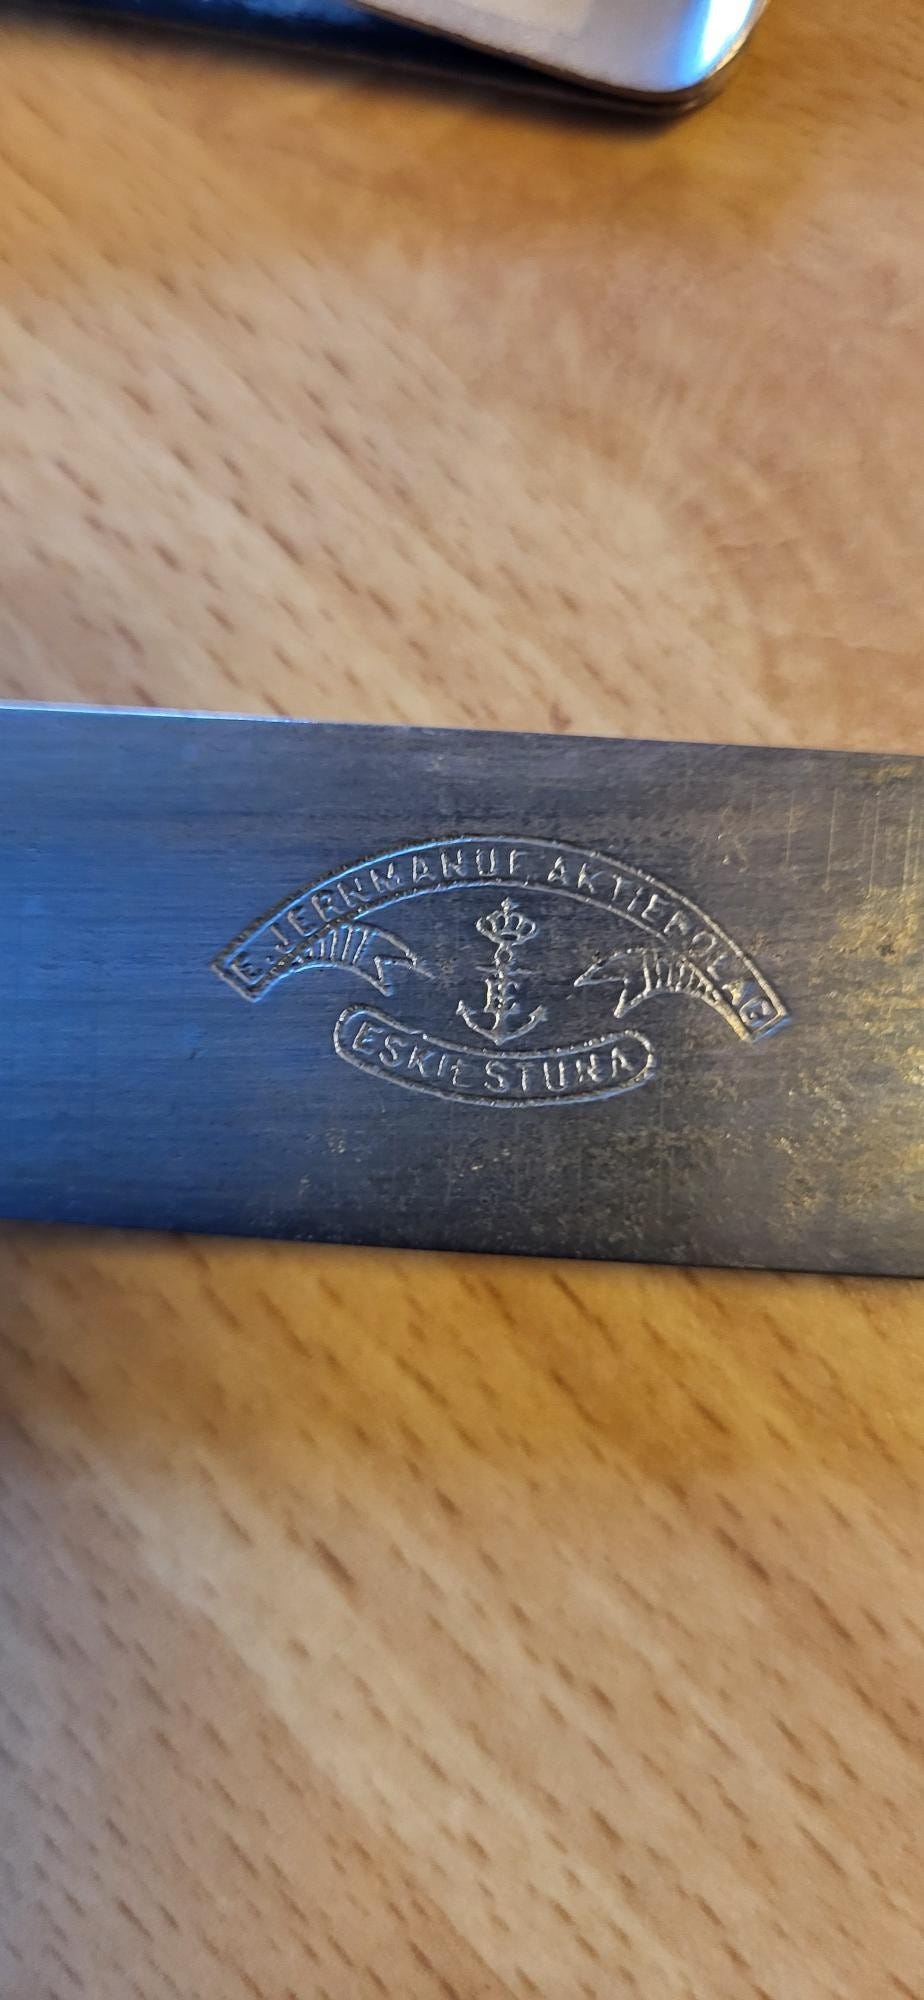 E. JERNMANUF. AKTIEBOLAG
ESKILSTUNA